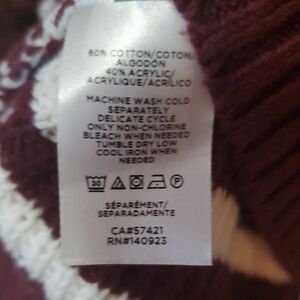 60% COTTON/COTON/
ALGODÓN
40% ACRYLIC/
ACRYLIQUE/ACRÍLICO
MACHINE WASH COLD
SEPARATELY
DELICATE CYCLE
ONLY NON-CHLORINE
BLEACH WHEN NEEDED
TUMBLE DRY LOW
COOL IRON WHEN
NEEDED
30 P
SÉPARÉMENT/
SEPARADAMENTE
CA#57421
RN#140923